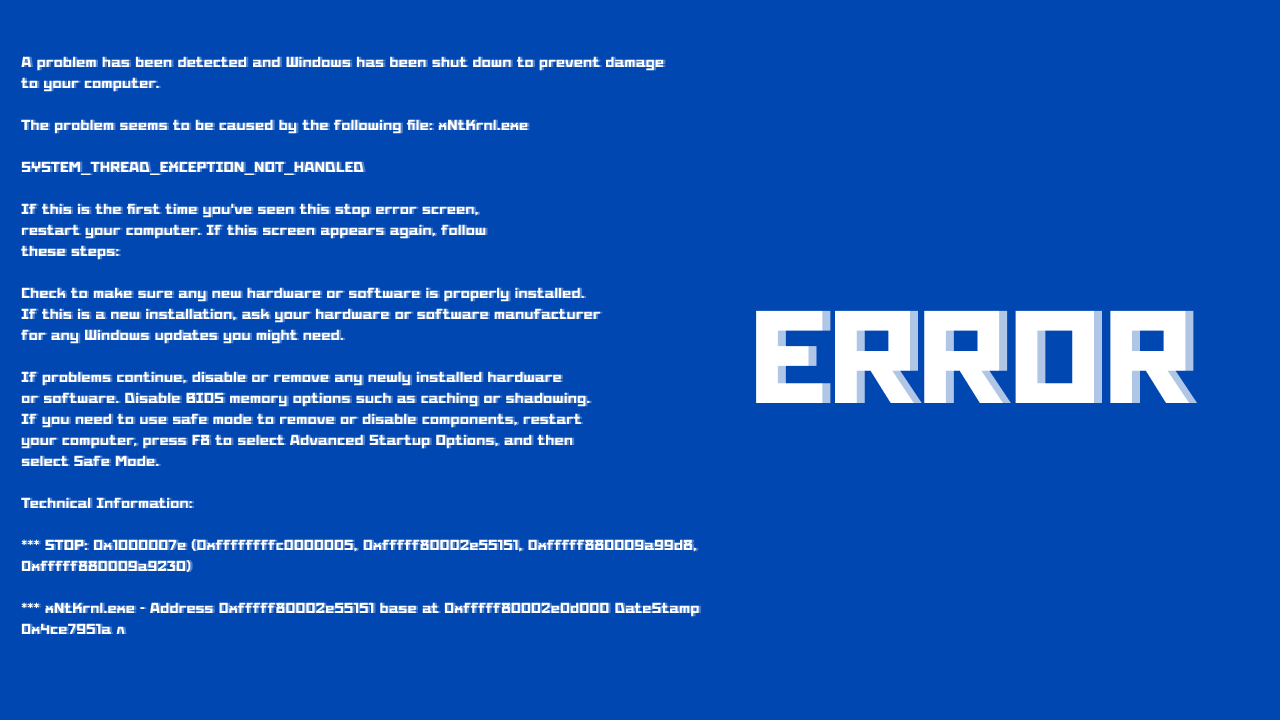 A problem has been detected and Windows has been shut down to prevent damage
to your computer.
The problem seems to be caused by the following file: xNtKrnl.exe
SYSTEM_THREAD_EXCEPTION_NOT_HANDLED
If this is the first time you've seen this stop error screen,
restart your computer. If this screen appears again, follow
these steps:
Check to make sure any new hardware or software is properly installed.
If this is a new installation, ask your hardware or software manufacturer
for any Windows updates you might need.
If problems continue, disable or remove any newly installed hardware
or software. Disable BIOS memory options such as caching or shadowing.
If you need to use safe mode to remove or disable components, restart
your computer, press F8 to select Advanced Startup Options, and then
select Safe Mode.
Technical Information:
*** STOP: 0x1000007e (0xffffffffc0000005, 0xfffff80002e55151, 0xfffff880009a99d8,
0xfffff880009a9230)
*** xNtKrnl.exe - Address 0xfffff80002e55151 base at 0xfffff80002e0d000 DateStamp
0x4ce7951a ^
ERROR